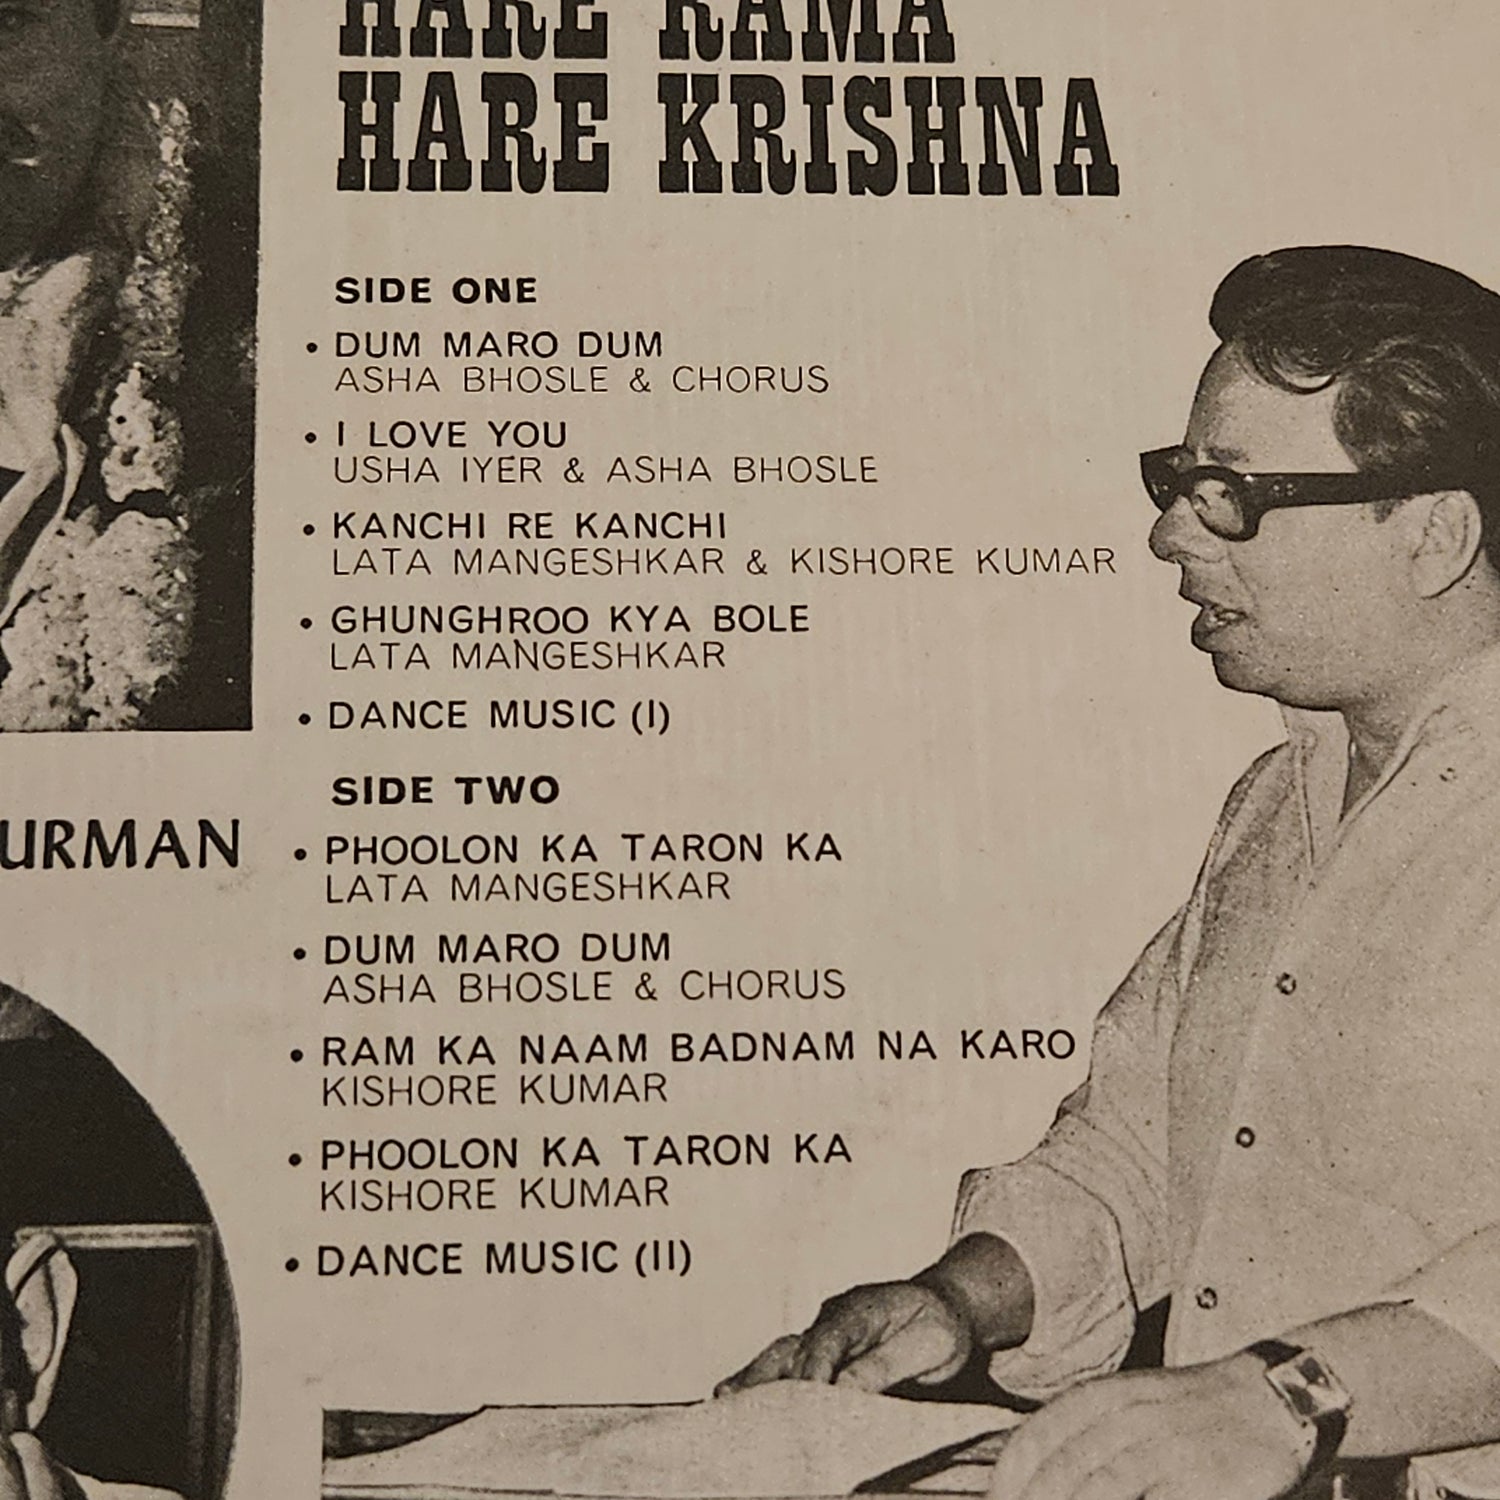 HARE RAMA
HARE KRISHNA
SIDE ONE
• DUM MARO DUM
ASHA BHOSLE & CHORUS
• I LOVE YOU
USHA IYER & ASHA BHOSLE
• KANCHI RE KANCHI
LATA MANGESHKAR & KISHORE KUMAR
• GHUNGHROO KYA BOLE
LATA MANGESHKAR
• DANCE MUSIC (I)
SIDE TWO
URMAN
• PHOOLON KA TARON KA
LATA MANGESHKAR
• DUM MARO DUM
ASHA BHOSLE & CHORUS
• RAM KA NAAM BADNAM NA KARO
KISHORE KUMAR
• PHOOLON KA TARON KA
KISHORE KUMAR
• DANCE MUSIC (II)